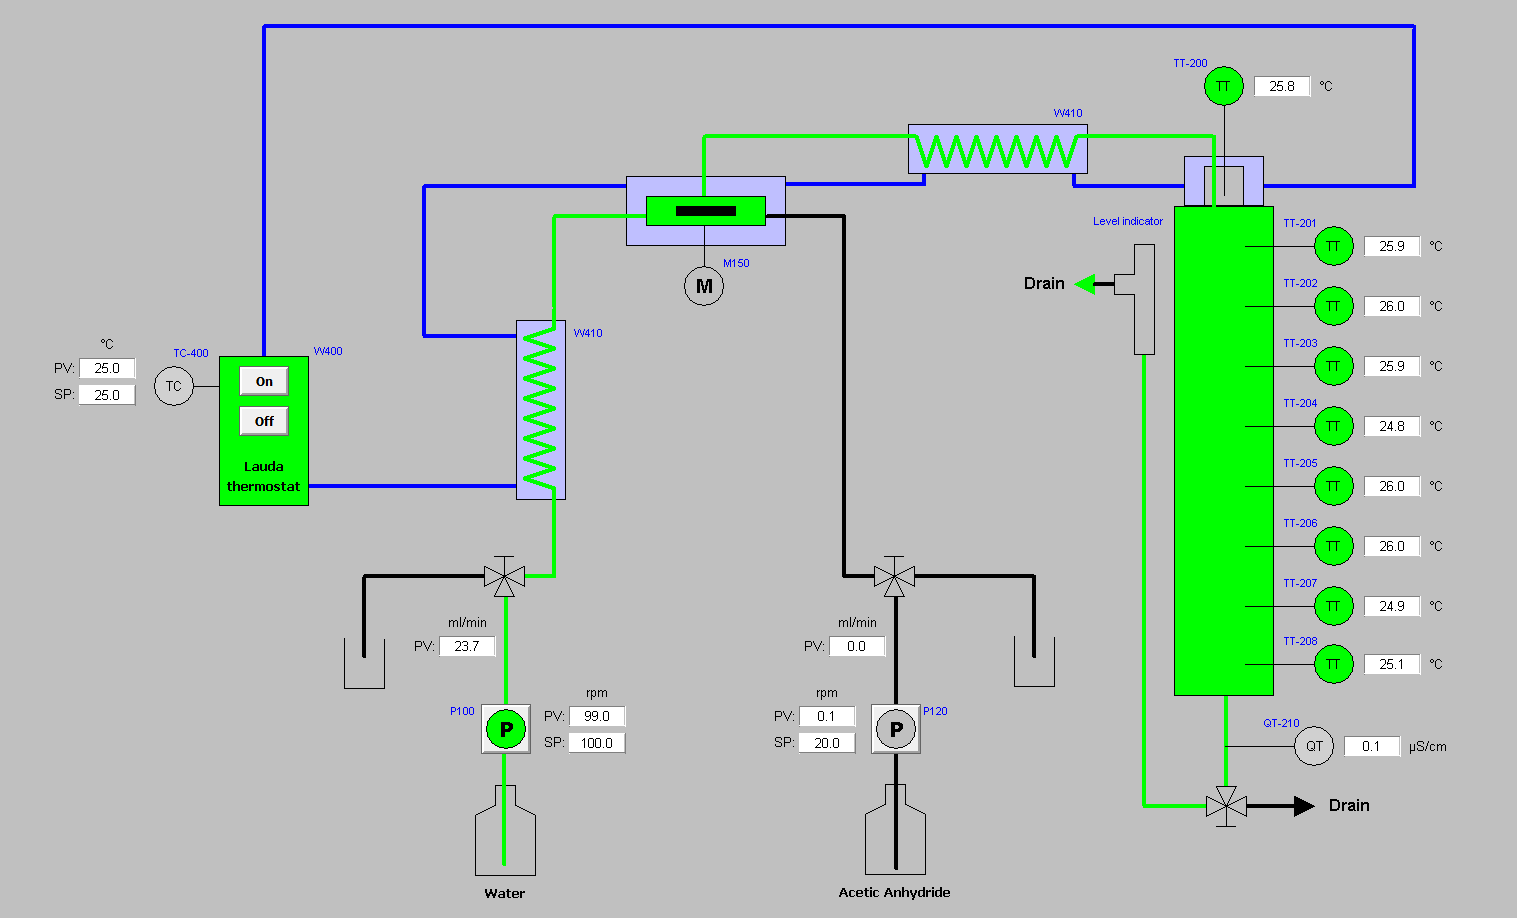 TT-200
TT
25.8
°C
W410
Level indicator
TT-201
TT
25.9
°C
M150
M
Drain
TT-202
TT
26.0
°C
TT-203
TT
25.9
°C
W410
°C
TC-400
W400
PV:
25.0
SP:
25.0
TC
On
Off
Lauda
thermostat
TT-204
TT
24.8
°C
TT-205
TT
26.0
°C
TT-206
TT
26.0
°C
TT-207
TT
24.9
°C
TT-208
TT
25.1
°C
ml/min
PV:
23.7
ml/min
PV:
0.0
rpm
P100
P
PV:
99.0
SP:
100.0
rpm
PV:
0.1
SP:
20.0
P
P120
QT-210
QT
0.1
µS/cm
Drain
Water
Acetic Anhydride